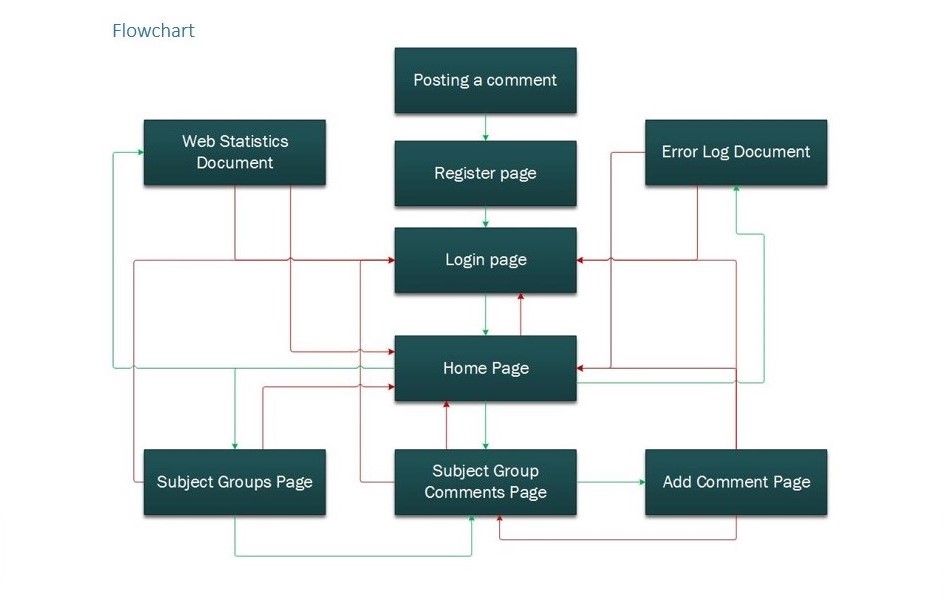 Flowchart
Posting a comment
Web Statistics
Document
Register page
Error Log Document
Login page
Home Page
Subject Groups Page
Subject Group
Comments Page
Add Comment Page